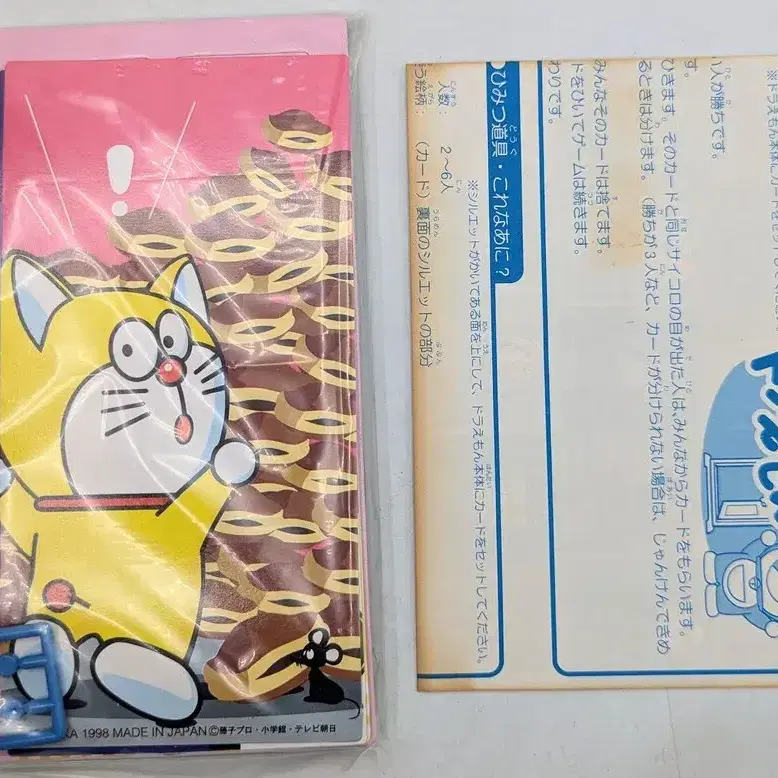 !
KA 1998 MADE IN JAPAN ©藤子プロ・小学館・テレビ朝日
※ドラえもん本体に
い人が勝ちです。
す。
ひきます。そのカードと同じサイコロの目が出た人は、みんなからカードをもらいます。
るときは分けます。(勝ちが3人など、カードが分けられない場合は、じゃんけんできめ
みんなそのカードは捨てます。
ドをひいてゲームは続きます。
わりです。
ひみつ道具・これなあに?
※シルエットがかいてある面を上にして、ドラえもん本体にカードをセットしてください。
人数: 2~6人
う絵柄: (カード)裏面のシルエットの部分